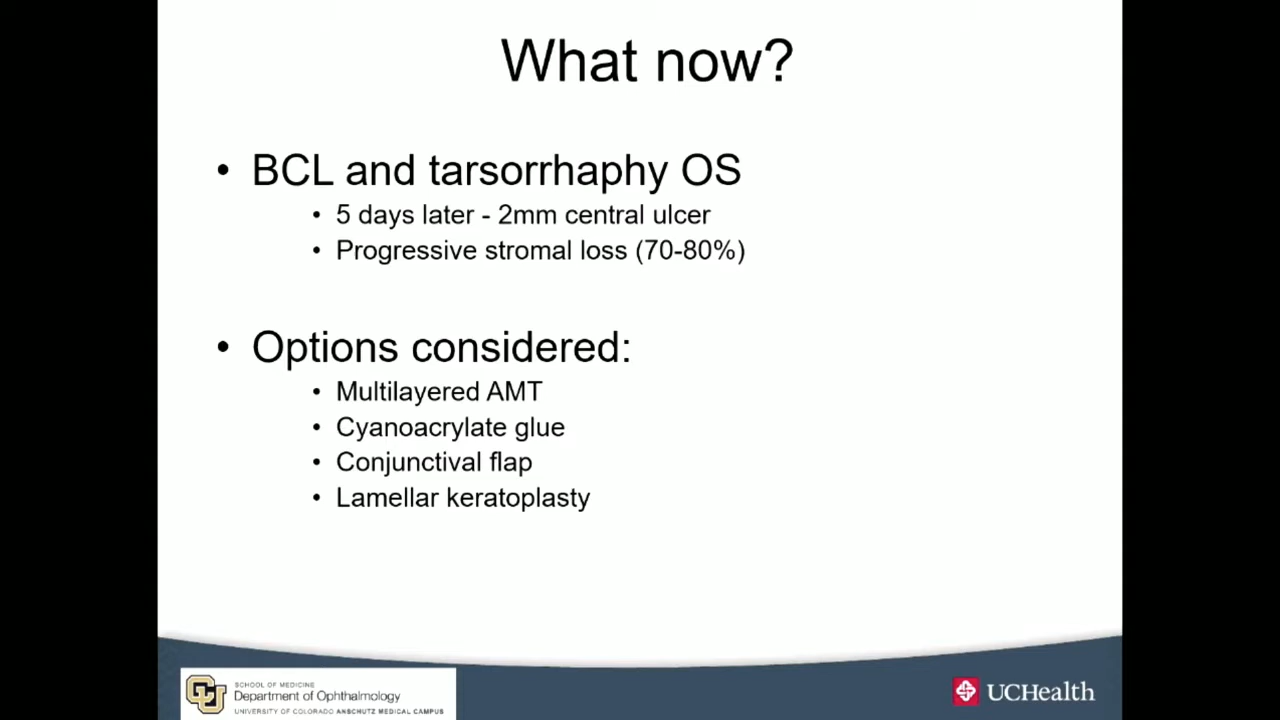 What now?
• BCL and tarsorrhaphy OS
• 5 days later - 2mm central ulcer
• Progressive stromal loss (70-80%)
• Options considered:
• Multilayered AMT
• Cyanoacrylate glue
• Conjunctival flap
• Lamellar keratoplasty
SCHOOL OF MEDICINE
Department of Ophthalmology
UNIVERSITY OF COLORADO ANSCHUTZ MEDICAL CAMPUS
UCHealth